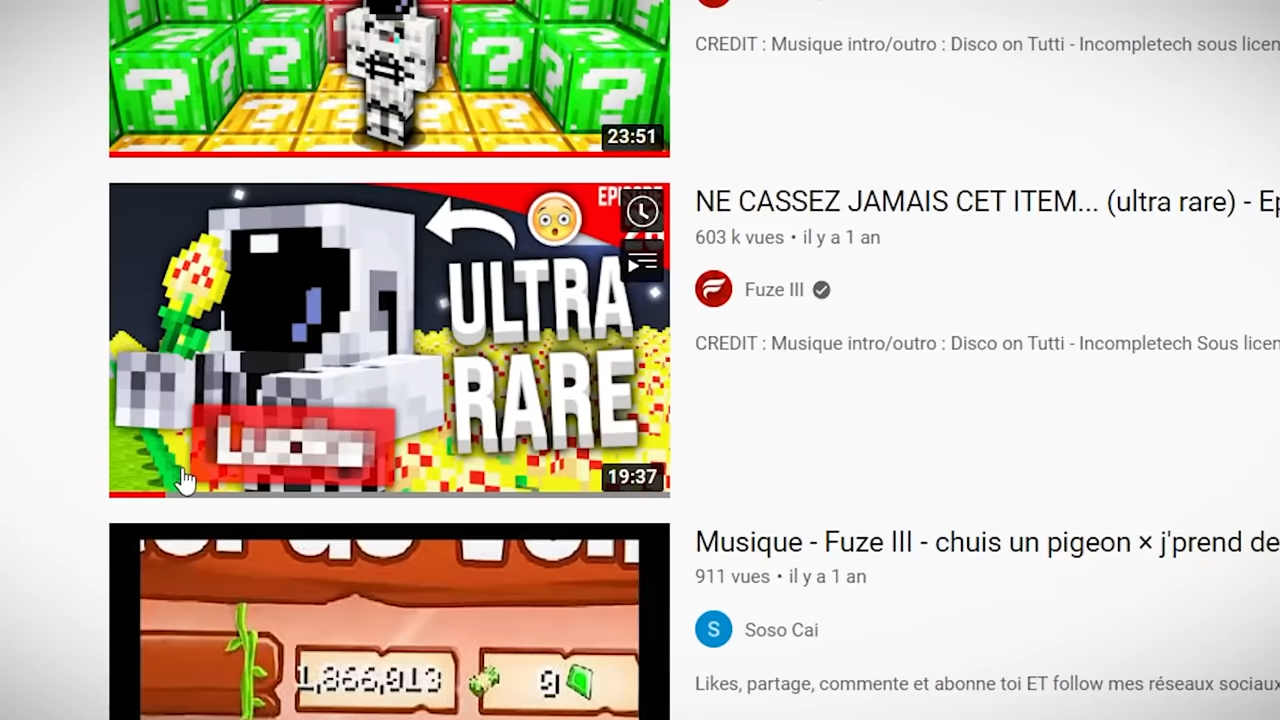 CREDIT : Musique intro/outro : Disco on Tutti - Incompletech sous licen
23:51
NE CASSEZ JAMAIS CET ITEM... (ultra rare) - Ep
603 k vues • il y a 1 an
Fuze III
CREDIT : Musique intro/outro : Disco on Tutti - Incompletech Sous licen
ULTRA
RARE
19:37
Musique - Fuze III - chuis un pigeon × j'prend de
911 vues • il y a 1 an
S
Soso Cai
Likes, partage, commente et abonne toi ET follow mes réseaux sociaux
1,866,913
9